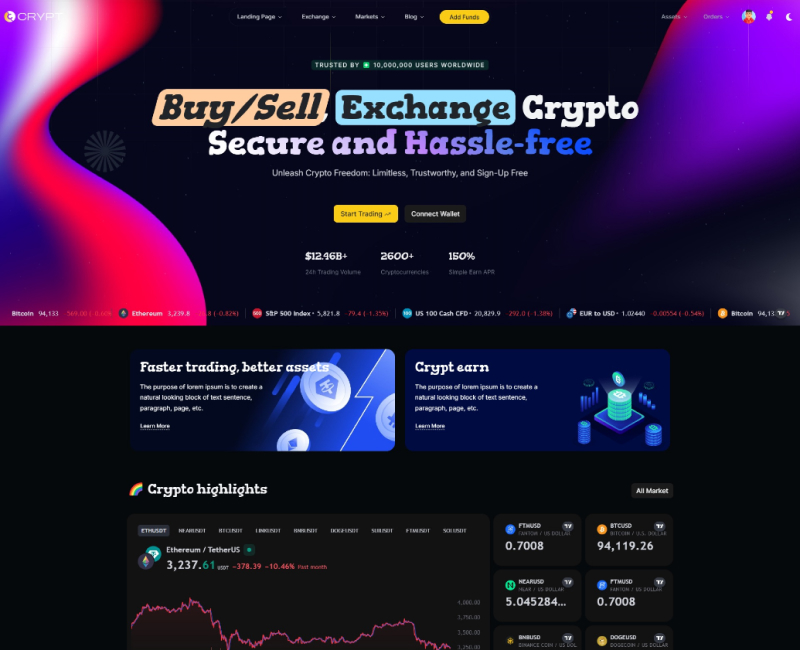 CRYPT
Landing Page Exchange Markets Blog Add Funds Assets Orders
TRUSTED BY 10,000,000 USERS WORLDWIDE
Buy/Sell, Exchange Crypto
Secure and Hassle-free
Unleash Crypto Freedom: Limitless, Trustworthy, and Sign-Up Free
Start Trading Connect Wallet
$12.46B+ 2600+ 150%
24h Trading Volume Cryptocurrencies Simple Earn APR
Bitcoin 94,133 Ethereum 3,239.8 (-0.82%) S&P 500 Index 5,821.8 -79.4 (-1.35%) US 100 Cash CFD 20,829.9 -292.0 (-1.38%) EUR to USD 1.02440 -0.00554 (-0.54%) Bitcoin
Faster trading, better assets
The purpose of lorem ipsum is to create a
natural looking block of text sentence,
paragraph, page, etc.
Learn More
Crypt earn
The purpose of lorem ipsum is to create a
natural looking block of text sentence,
paragraph, page, etc.
Learn More
Crypto highlights
All Market
ETHUSDT NEARUSDT BTCUSDT LINKUSDT BNBUSDT DOGEUSDT SUIUSDT FTMUSDT SOLUSDT
Ethereum / TetherUS
3,237.61 USDT -378.39 -10.46% Past month
4,000.00
3,750.00
3,500.00
3,250.00
FTMUSD
FANTOM / US DOLLAR
0.7008
BTCUSD
BITCOIN / U.S. DOLLAR
94,119.26
NEARUSD
NEAR / US DOLLAR
5.045284...
FTMUSD
FANTOM / US DOLLAR
0.7008
BNBUSD
BINANCE COIN / US DOL
DOGEUSD
DOGECOIN / US DOLLAR